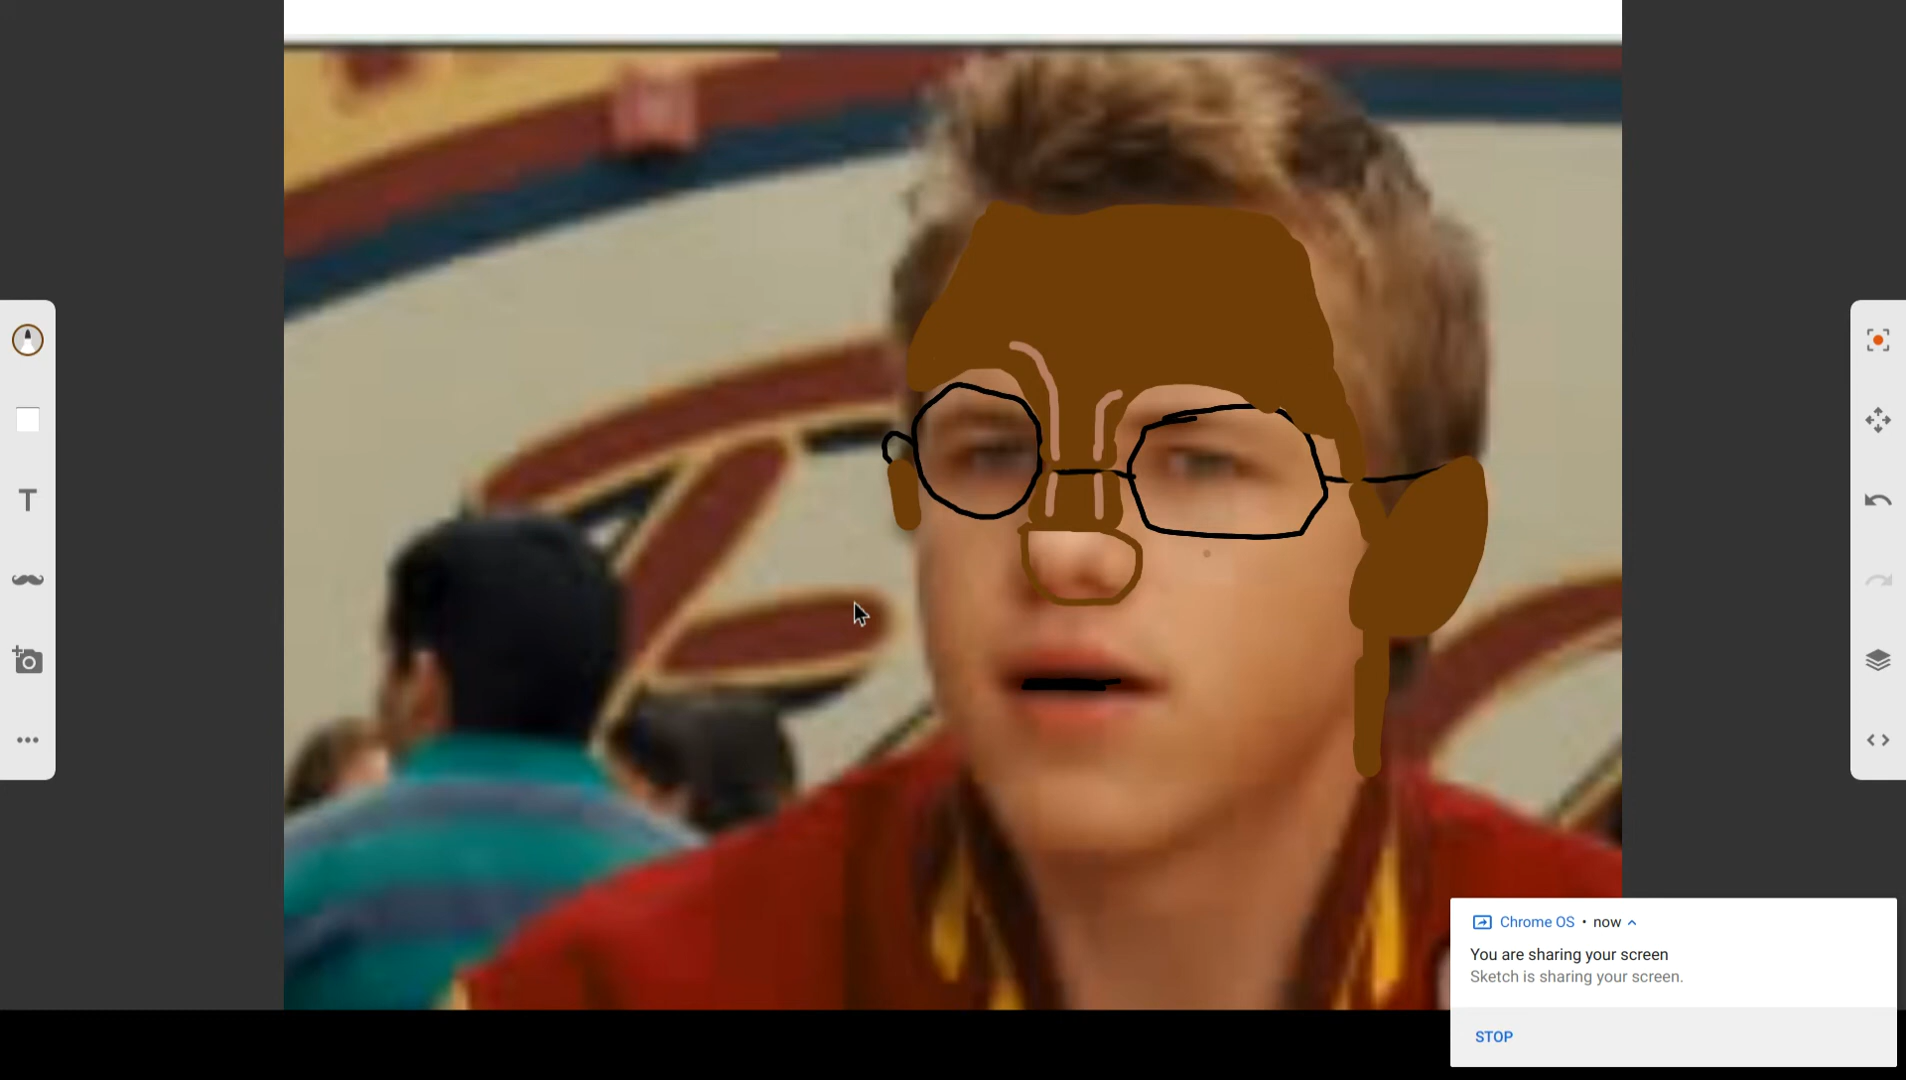 T
Chrome OS • now
You are sharing your screen
Sketch is sharing your screen.
STOP